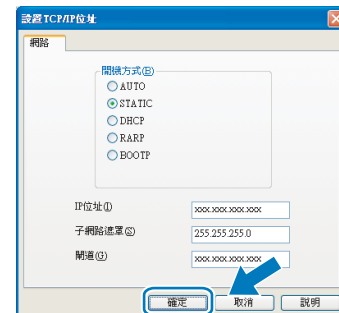 設置TCP/IP位址
網路
開機方式(B)
AUTO
STATIC
DHCP
RARP
BOOTP
IP位址(I) xxx.xxx.xxx.xxx
子網路遮罩(S) 255.255.255.0
閘道(G) xxx.xxx.xxx.xxx
確定 取消 說明